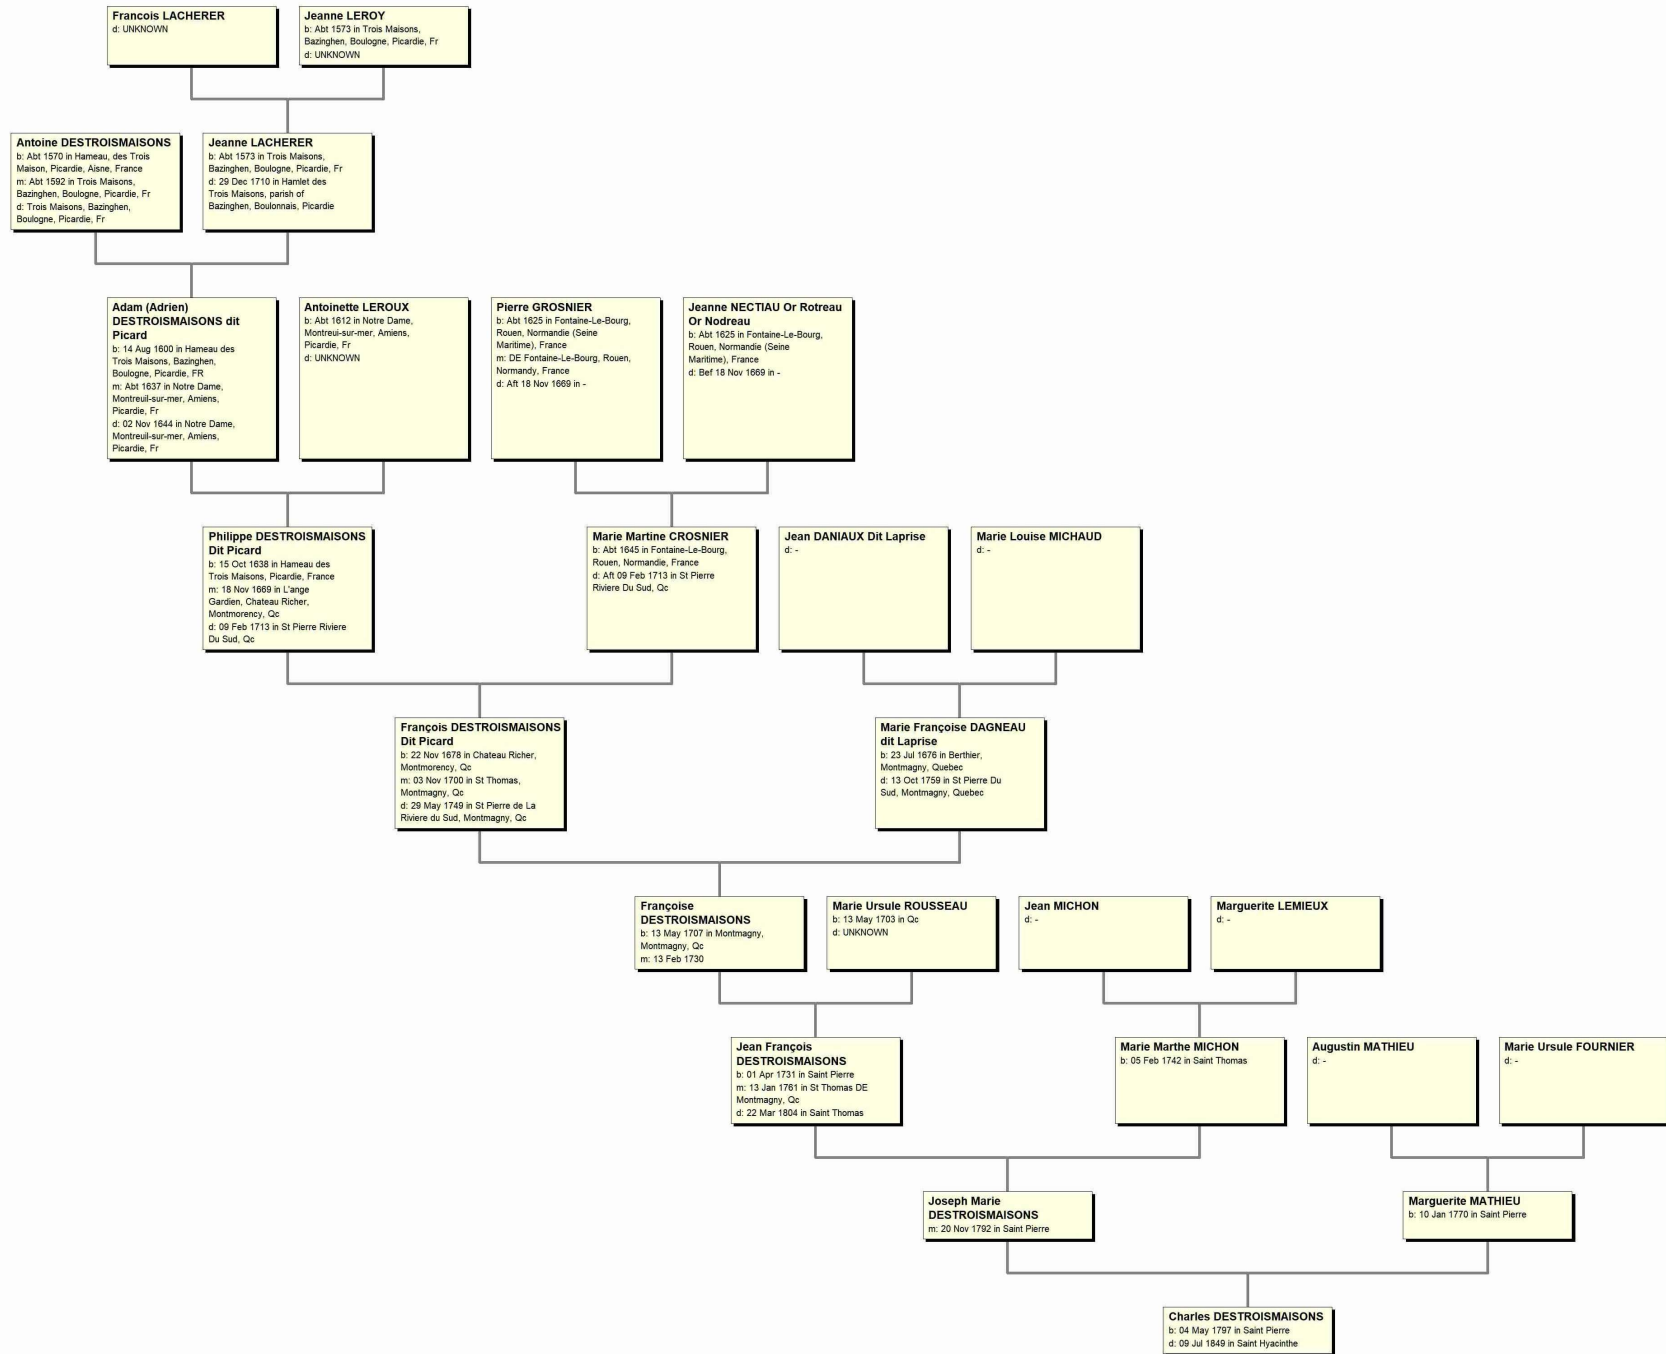 Francois LACHERER
d: UNKNOWN
Jeanne LEROY
b: Abt 1573 in Trois Maisons,
Bazinghen, Boulogne, Picardie, Fr
d: UNKNOWN
Antoine DESTROISMAISONS
b: Abt 1570 in Hameau, des Trois
Maison, Picardie, Aisne, France
m: Abt 1592 in Trois Maisons,
Bazinghen, Boulogne, Picardie, Fr
d: Trois Maisons, Bazinghen,
Boulogne, Picardie, Fr
Jeanne LACHERER
b: Abt 1573 in Trois Maisons,
Bazinghen, Boulogne, Picardie, Fr
d: 29 Dec 1710 in Hamlet des
Trois Maisons, parish of
Bazinghen, Boulonnais, Picardie
Adam (Adrien)
DESTROISMAISONS dit
Picard
b: 14 Aug 1600 in Hameau des
Trois Maisons, Bazinghen,
Boulogne, Picardie, FR
m: Abt 1637 in Notre Dame,
Montreuil-sur-mer, Amiens,
Picardie, Fr
d: 02 Nov 1644 in Notre Dame,
Montreuil-sur-mer, Amiens,
Picardie, Fr
Antoinette LEROUX
b: Abt 1612 in Notre Dame,
Montreui-sur-mer, Amiens,
Picardie, Fr
d: UNKNOWN
Pierre GROSNIER
b: Abt 1625 in Fontaine-Le-Bourg,
Rouen, Normandie (Seine
Maritime), France
m: DE Fontaine-Le-Bourg, Rouen,
Normandy, France
d: Aft 18 Nov 1669 in -
Jeanne NECTIAU Or Rotreau
Or Nodreau
b: Abt 1625 in Fontaine-Le-Bourg,
Rouen, Normandie (Seine
Maritime), France
d: Bef 18 Nov 1669 in -
Philippe DESTROISMAISONS
Dit Picard
b: 15 Oct 1638 in Hameau des
Trois Maisons, Picardie, France
m: 18 Nov 1669 in L'ange
Gardien, Chateau Richer,
Montmorency, Qc
d: 09 Feb 1713 in St Pierre Riviere
Du Sud, Qc
Marie Martine CROSNIER
b: Abt 1645 in Fontaine-Le-Bourg,
Rouen, Normandie, France
d: Aft 09 Feb 1713 in St Pierre
Riviere Du Sud, Qc
Jean DANIAUX Dit Laprise
d: -
Marie Louise MICHAUD
d: -
François DESTROISMAISONS
Dit Picard
b: 22 Nov 1678 in Chateau Richer,
Montmorency, Qc
m: 03 Nov 1700 in St Thomas,
Montmagny, Qc
d: 29 May 1749 in St Pierre de La
Riviere du Sud, Montmagny, Qc
Marie Françoise DAGNEAU
dit Laprise
b: 23 Jul 1676 in Berthier,
Montmagny, Quebec
d: 13 Oct 1759 in St Pierre Du
Sud, Montmagny, Quebec
Françoise
DESTROISMAISONS
b: 13 May 1707 in Montmagny,
Montmagny, Qc
m: 13 Feb 1730
Marie Ursule ROUSSEAU
b: 13 May 1703 in Qc
d: UNKNOWN
Jean MICHON
d: -
Marguerite LEMIEUX
d: -
Jean François
DESTROISMAISONS
b: 01 Apr 1731 in Saint Pierre
m: 13 Jan 1761 in St Thomas DE
Montmagny, Qc
d: 22 Mar 1804 in Saint Thomas
Marie Marthe MICHON
b: 05 Feb 1742 in Saint Thomas
Augustin MATHIEU
d: -
Marie Ursule FOURNIER
d: -
Joseph Marie
DESTROISMAISONS
m: 20 Nov 1792 in Saint Pierre
Marguerite MATHIEU
b: 10 Jan 1770 in Saint Pierre
Charles DESTROISMAISONS
b: 04 May 1797 in Saint Pierre
d: 09 Jul 1849 in Saint Hyacinthe